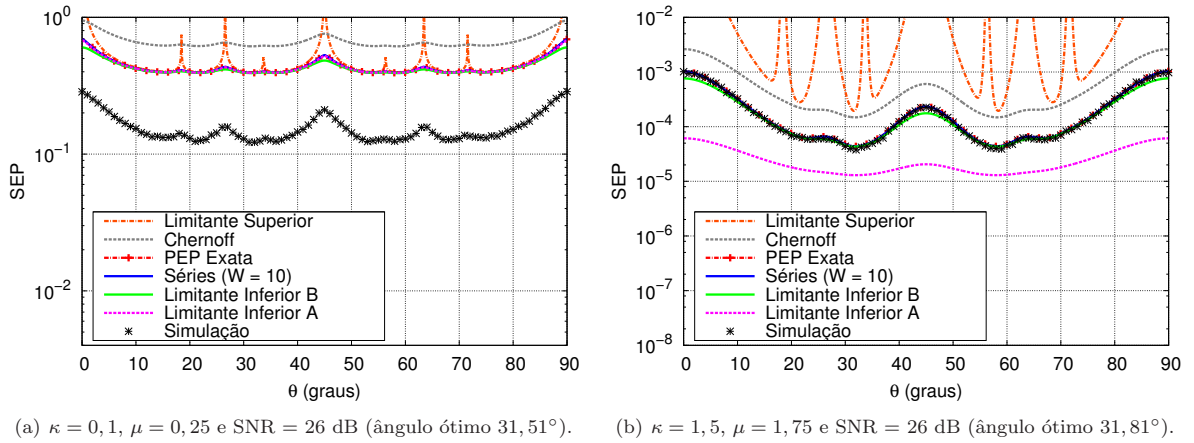 10^0
10^-1
10^-2
SEP
0 10 20 30 40 50 60 70 80 90
θ (graus)
Limitante Superior
Chernoff
PEP Exata
Séries (W = 10)
Limitante Inferior B
Limitante Inferior A
Simulação
(a) κ = 0, 1, μ = 0, 25 e SNR = 26 dB (ângulo ótimo 31, 51°).
10^-2
10^-3
10^-4
10^-5
10^-6
10^-7
10^-8
SEP
0 10 20 30 40 50 60 70 80 90
θ (graus)
Limitante Superior
Chernoff
PEP Exata
Séries (W = 10)
Limitante Inferior B
Limitante Inferior A
Simulação
(b) κ = 1, 5, μ = 1, 75 e SNR = 26 dB (ângulo ótimo 31, 81°).